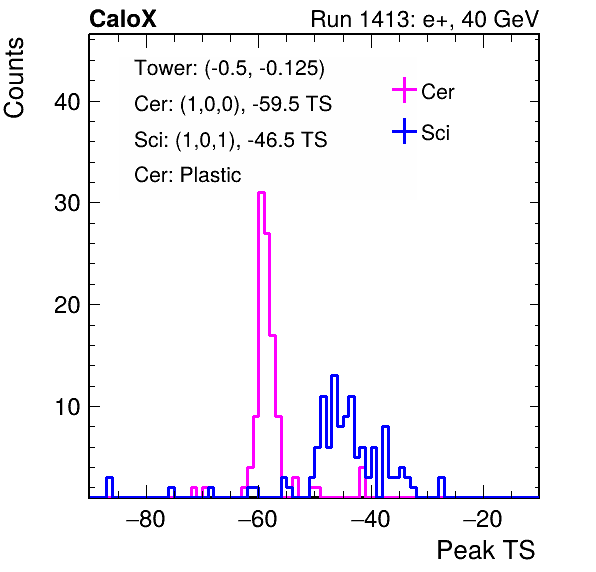 CaloX Run 1413: e+, 40 GeV
Counts
Tower: (-0.5, -0.125)
Cer: (1,0,0), -59.5 TS
Sci: (1,0,1), -46.5 TS
Cer: Plastic
Cer
Sci
40
30
20
10
−80 −60 −40 −20
Peak TS